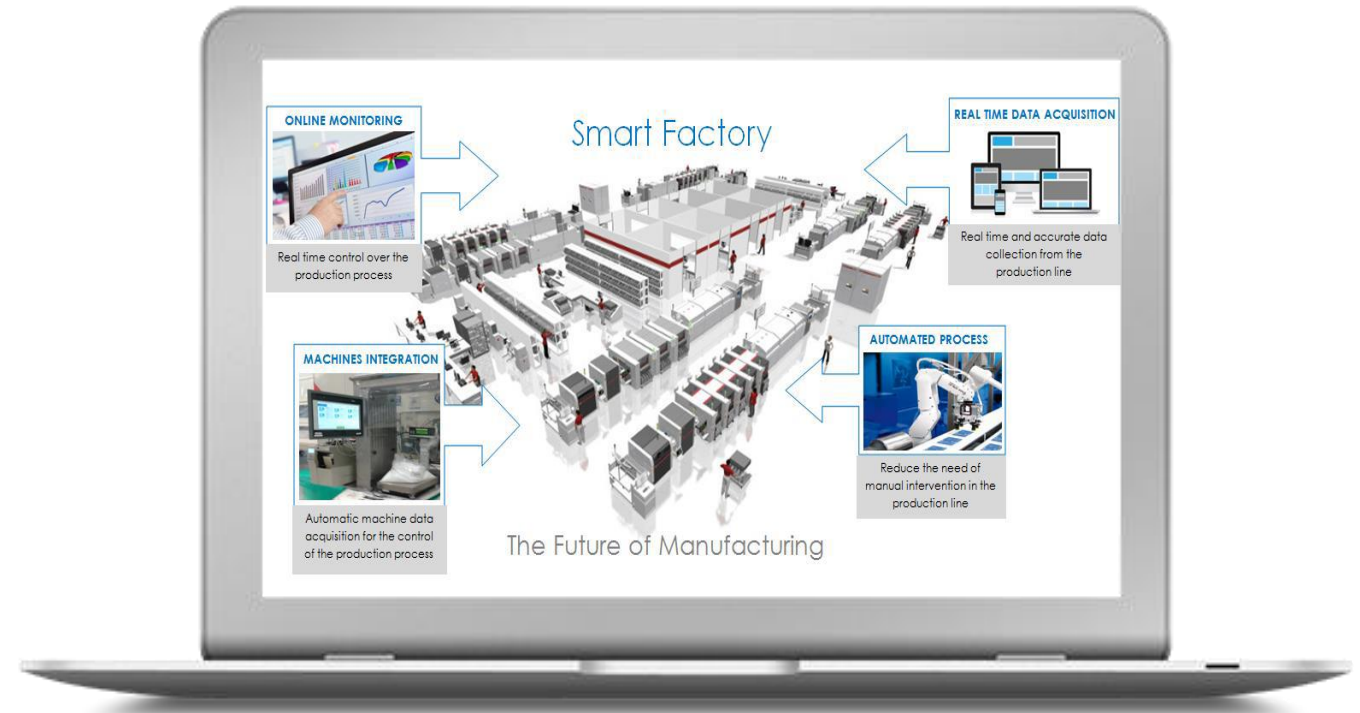 Smart Factory
ONLINE MONITORING
Real time control over the
production process
REAL TIME DATA ACQUISITION
Real time and accurate data
collection from the
production line
MACHINES INTEGRATION
Automatic machine data
acquisition for the control
of the production process
AUTOMATED PROCESS
Reduce the need of
manual intervention in the
production line
The Future of Manufacturing